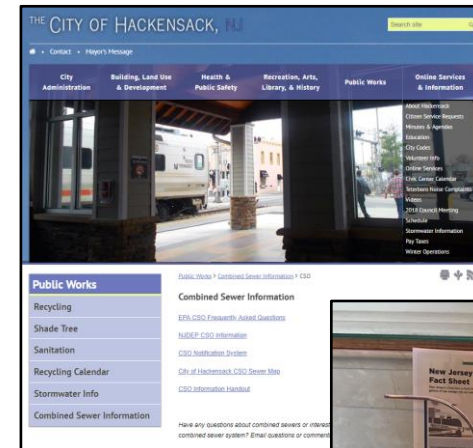 THE CITY OF HACKENSACK, NJ
Search site
Contact • Mayor's Message
City Administration
Building, Land Use & Development
Health & Public Safety
Recreation, Arts, Library, & History
Public Works
Online Services & Information
About Hackensack
Citizen Service Requests
Minutes & Agendas
Education
City Codes
Volunteer Info
Online Services
Civic Center Calendar
Teterboro Noise Complaints
Videos
2018 Council Meeting Schedule
Stormwater Information
Pay Taxes
Winter Operations
Public Works
Recycling
Shade Tree
Sanitation
Recycling Calendar
Stormwater Info
Combined Sewer Information
Public Works > Combined Sewer Information > CSO
Combined Sewer Information
EPA CSO Frequently Asked Questions
NJDEP CSO Information
CSO Notification System
City of Hackensack CSO Sewer Map
CSO Information Handout
Have any questions about combined sewers or
combined sewer system? Email questions or
New Jersey
Fact Sheet